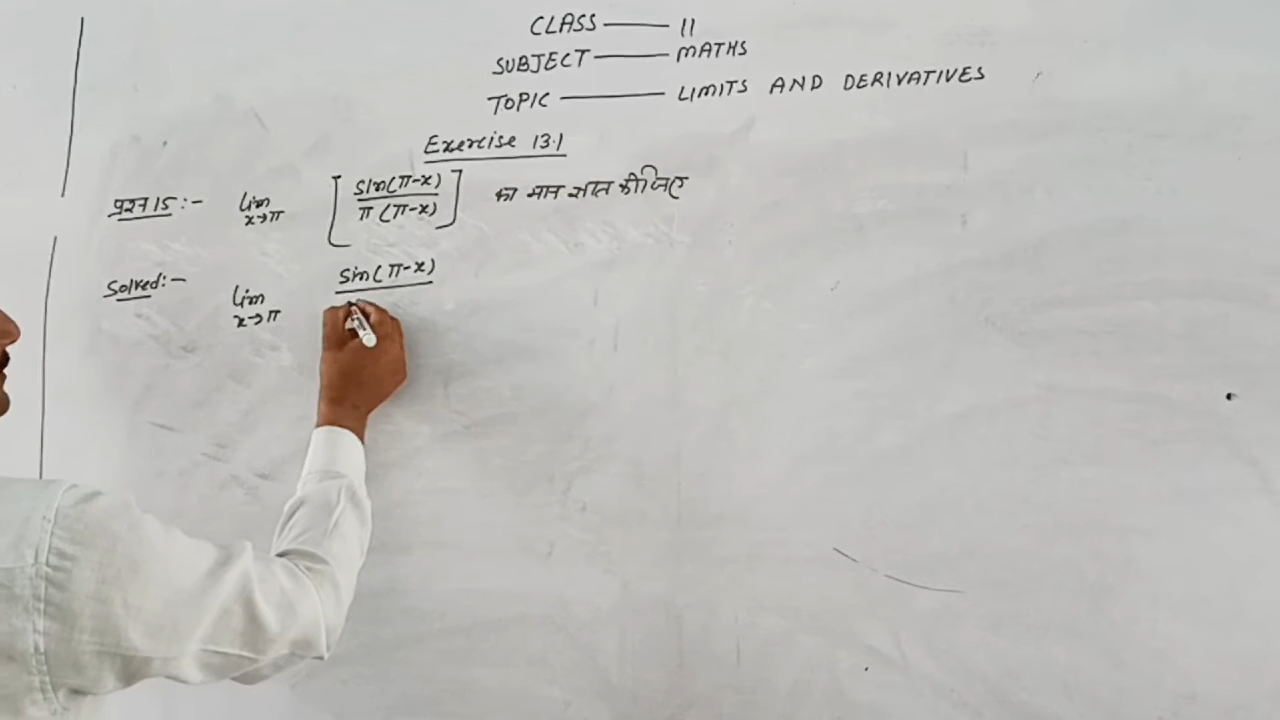 CLASS —— 11
SUBJECT —— MATHS
TOPIC —— LIMITS AND DERIVATIVES
Exercise 13.1
प्रश्न 15:- lim x→π [sin(π-x) / π(π-x)] का मान ज्ञात कीजिए
Solved:- lim x→π sin(π-x)